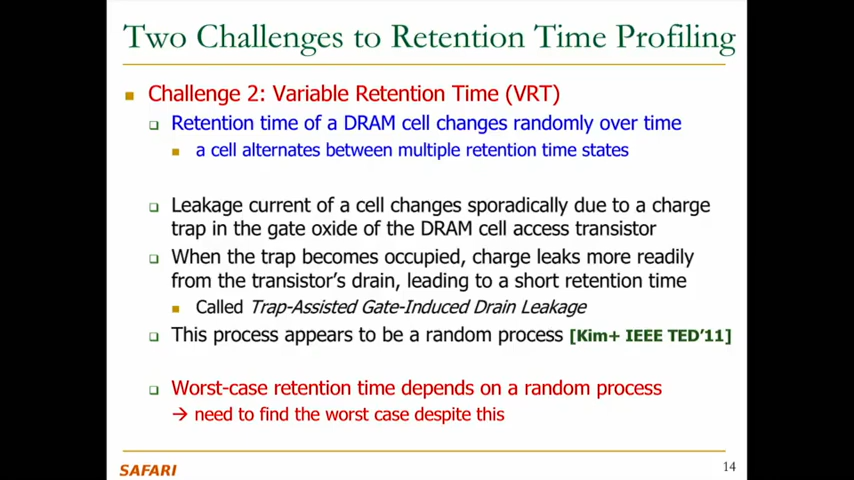 Two Challenges to Retention Time Profiling
Challenge 2: Variable Retention Time (VRT)
Retention time of a DRAM cell changes randomly over time
a cell alternates between multiple retention time states
Leakage current of a cell changes sporadically due to a charge
trap in the gate oxide of the DRAM cell access transistor
When the trap becomes occupied, charge leaks more readily
from the transistor's drain, leading to a short retention time
Called Trap-Assisted Gate-Induced Drain Leakage
This process appears to be a random process [Kim+ IEEE TED'11]
Worst-case retention time depends on a random process
→ need to find the worst case despite this
SAFARI
14